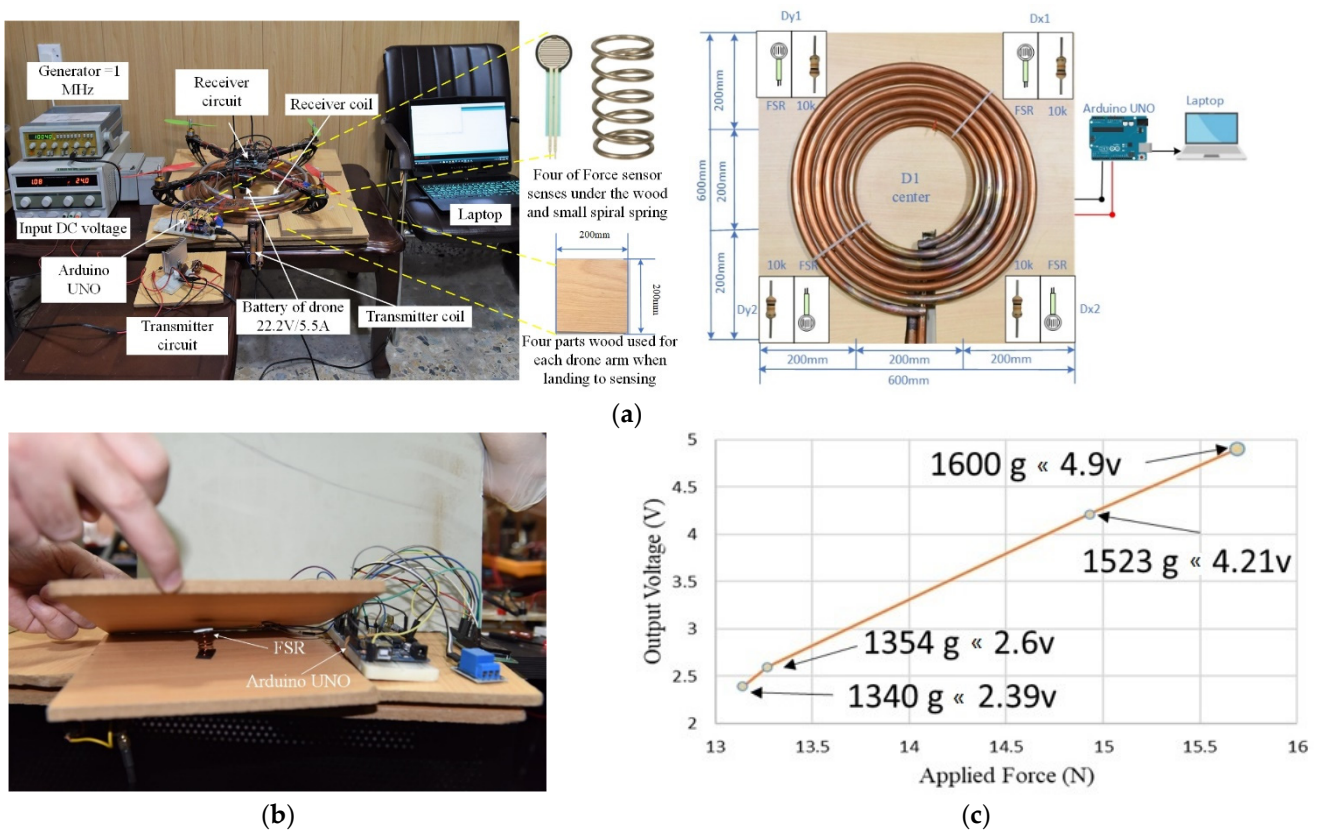 Generator =1
MHz
Receiver
circuit
Receiver coil
Input DC voltage
Arduino
UNO
Transmitter
circuit
Battery of drone
22.2V/5.5A
Transmitter coil
Laptop
Four of Force sensor
senses under the wood
and small spiral spring
200mm
200mm
Four parts wood used for
each drone arm when
landing to sensing
Dy1
Dx1
FSR
10k
FSR
10k
Arduino UNO
Laptop
600mm
200mm
200mm
200mm
D1
center
10k
FSR
10k
FSR
Dy2
Dx2
200mm
200mm
200mm
600mm
(a)
FSR
Arduino UNO
(b)
Output Voltage (V)
5
4.5
4
3.5
3
2.5
2
1600 g « 4.9v
1523 g « 4.21v
1354 g « 2.6v
1340 g « 2.39v
13
13.5
14
14.5
15
15.5
16
Applied Force (N)
(c)